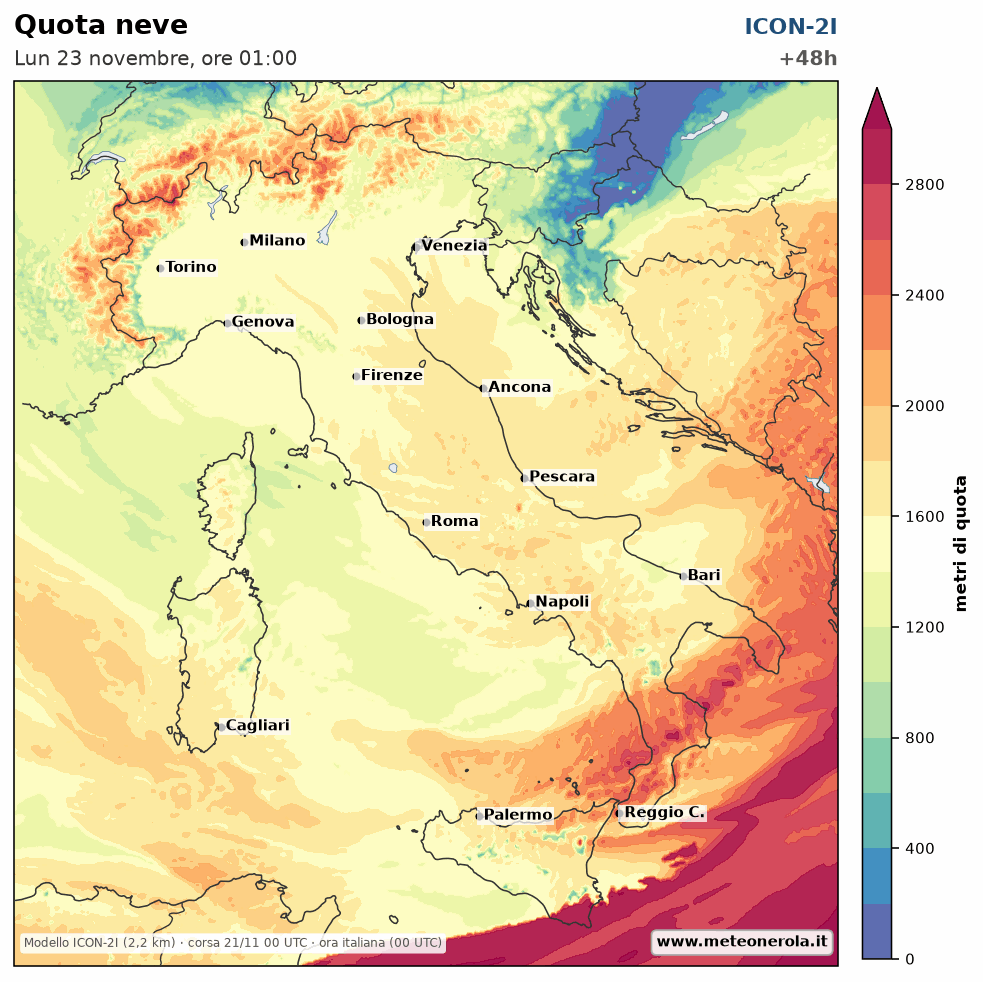 Quota neve
ICON-2I
Lun 23 novembre, ore 01:00
+48h
Milano
Venezia
Torino
Genova
Bologna
Firenze
Ancona
Pescara
Roma
Bari
Napoli
Cagliari
Palermo
Reggio C.
2800
2400
2000
1600
1200
800
400
0
metri di quota
Modello ICON-2I (2,2 km) · corsa 21/11 00 UTC · ora italiana (00 UTC)
www.meteonerola.it